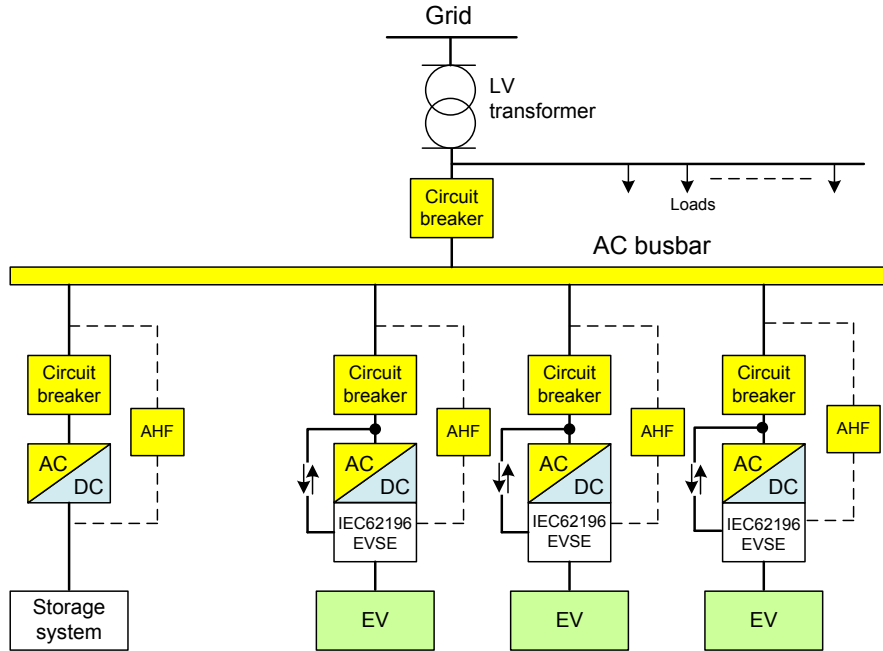 Grid
LV
transformer
Loads
Circuit
breaker
AC busbar
Circuit
breaker
AHF
AC
DC
Storage
system
Circuit
breaker
AHF
AC
DC
IEC62196
EVSE
EV
Circuit
breaker
AHF
AC
DC
IEC62196
EVSE
EV
Circuit
breaker
AHF
AC
DC
IEC62196
EVSE
EV